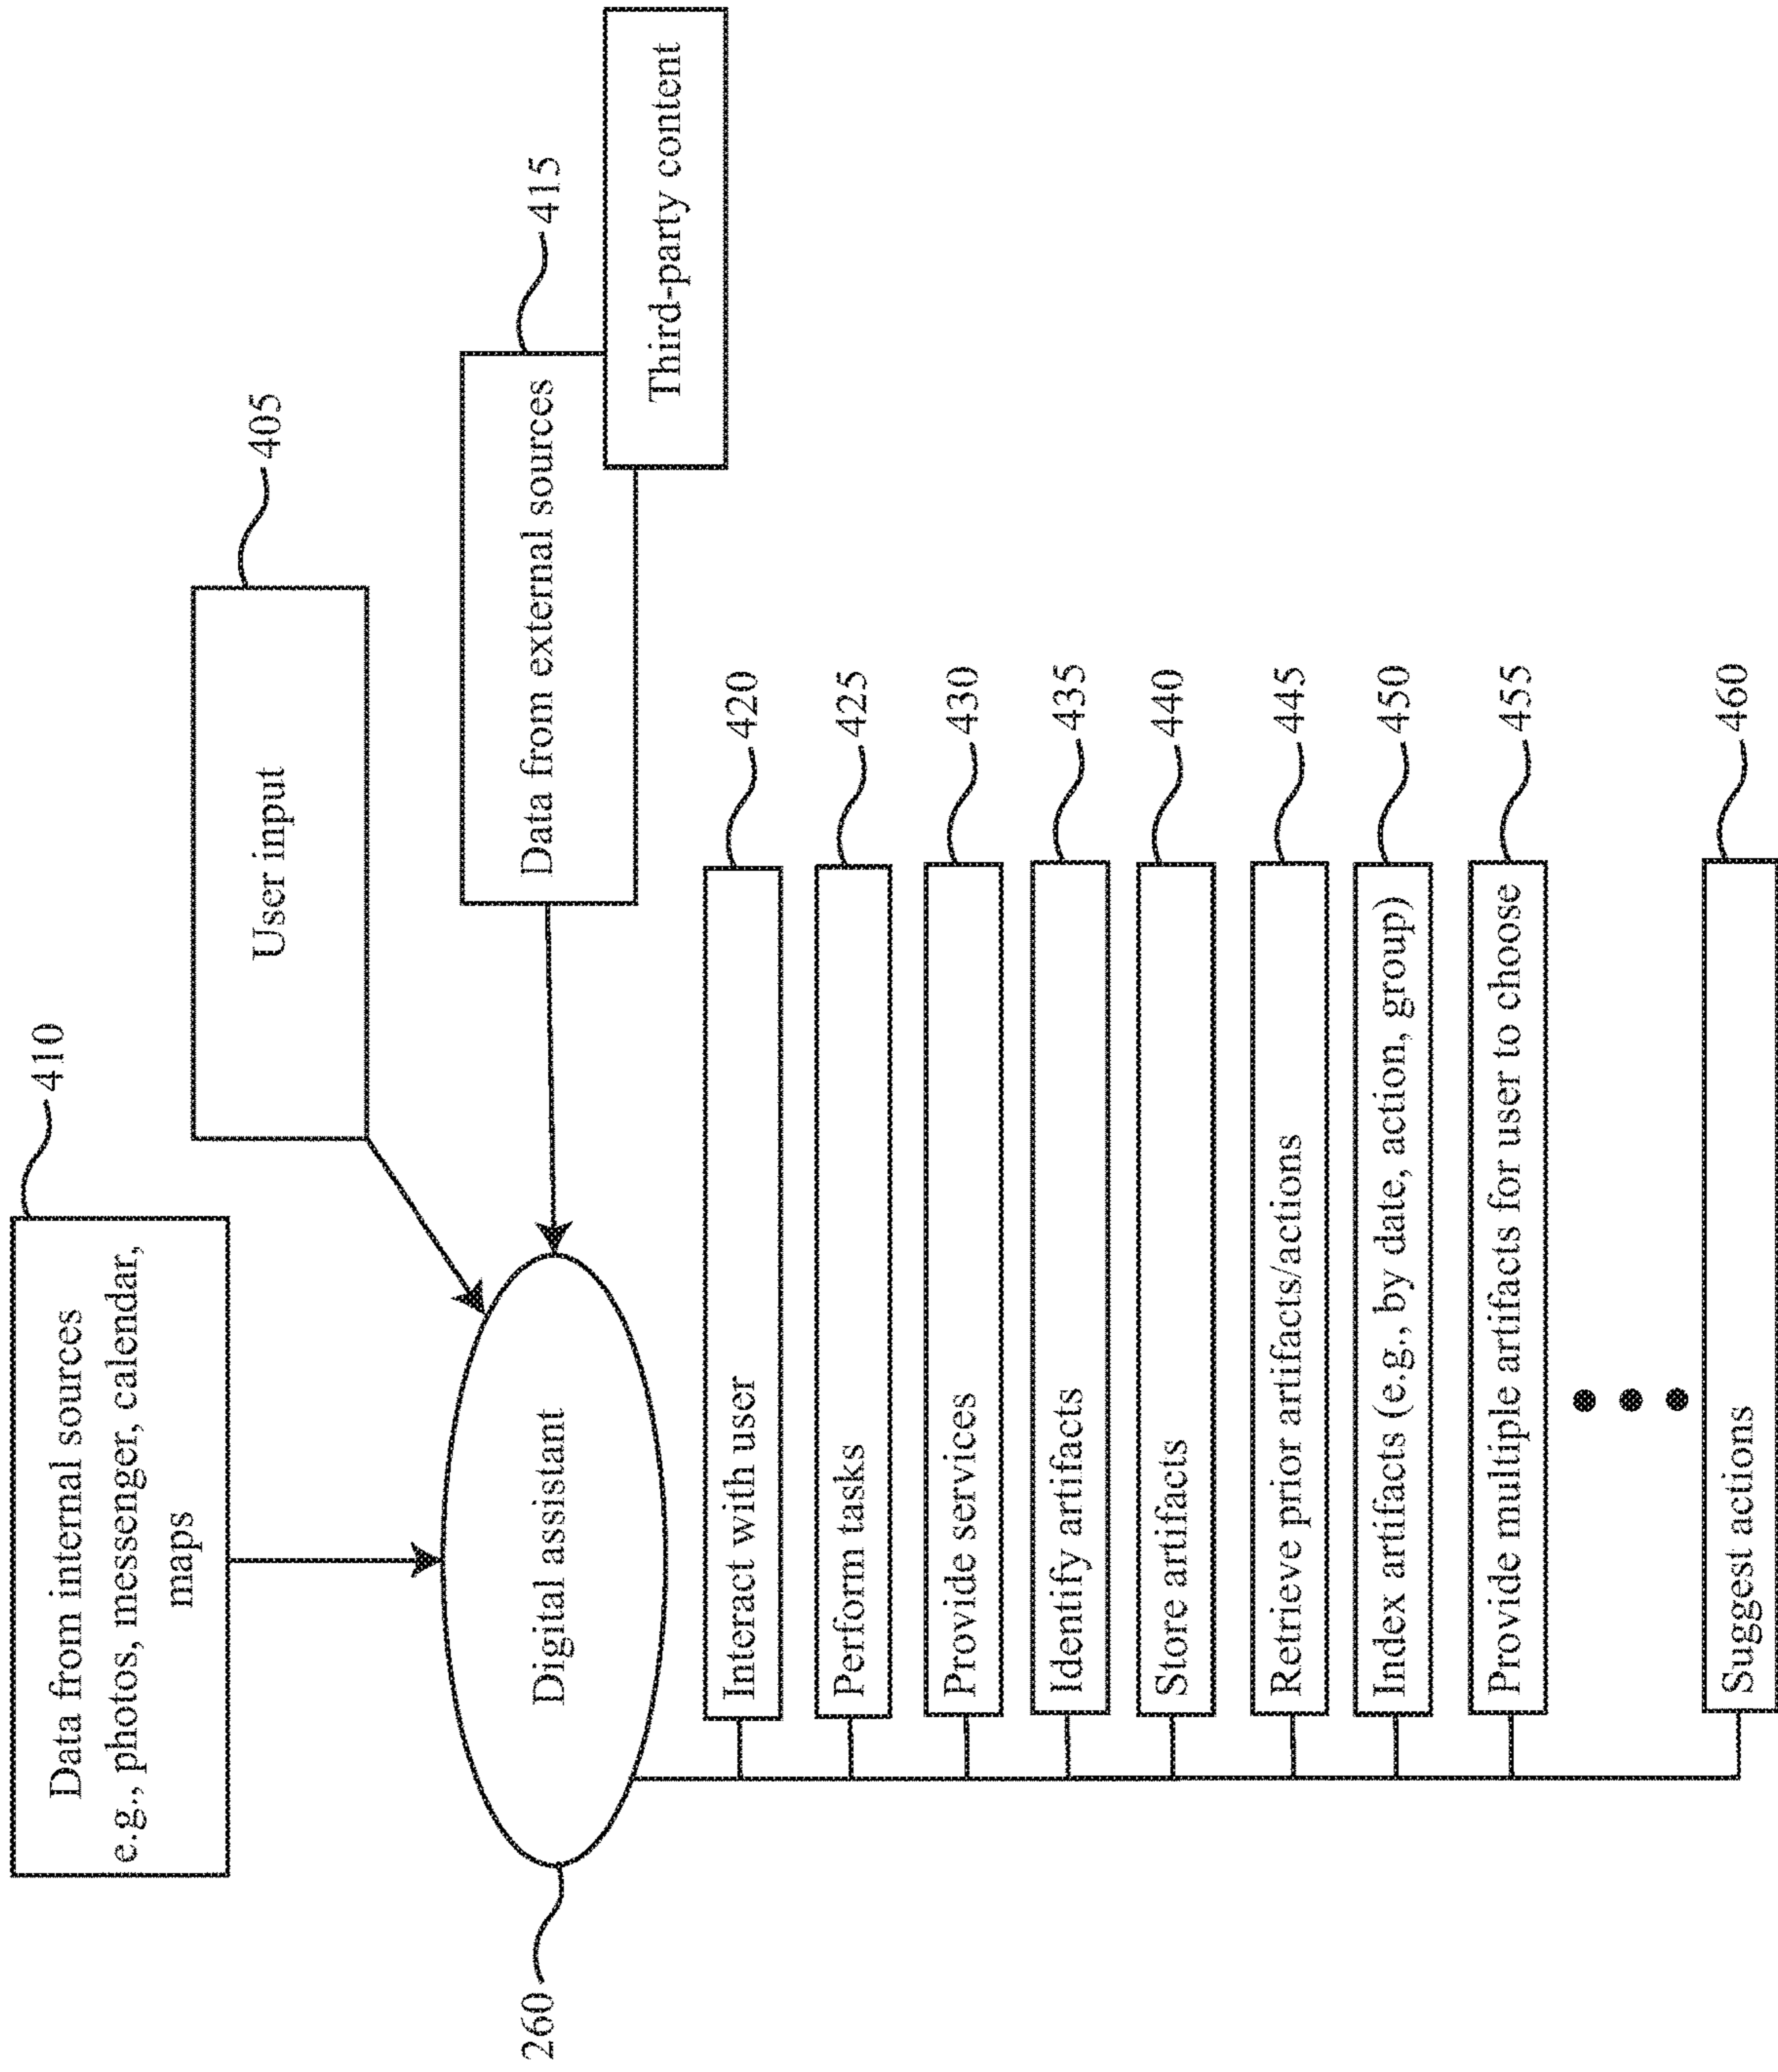 410
Data from internal sources
e.g., photos, messenger, calendar,
maps
405
User input
415
Data from external sources
Third-party content
260
Digital assistant
Interact with user
420
Perform tasks
425
Provide services
430
Identify artifacts
435
Store artifacts
440
Retrieve prior artifacts/actions
445
Index artifacts (e.g., by date, action, group)
450
Provide multiple artifacts for user to choose
455
Suggest actions
460